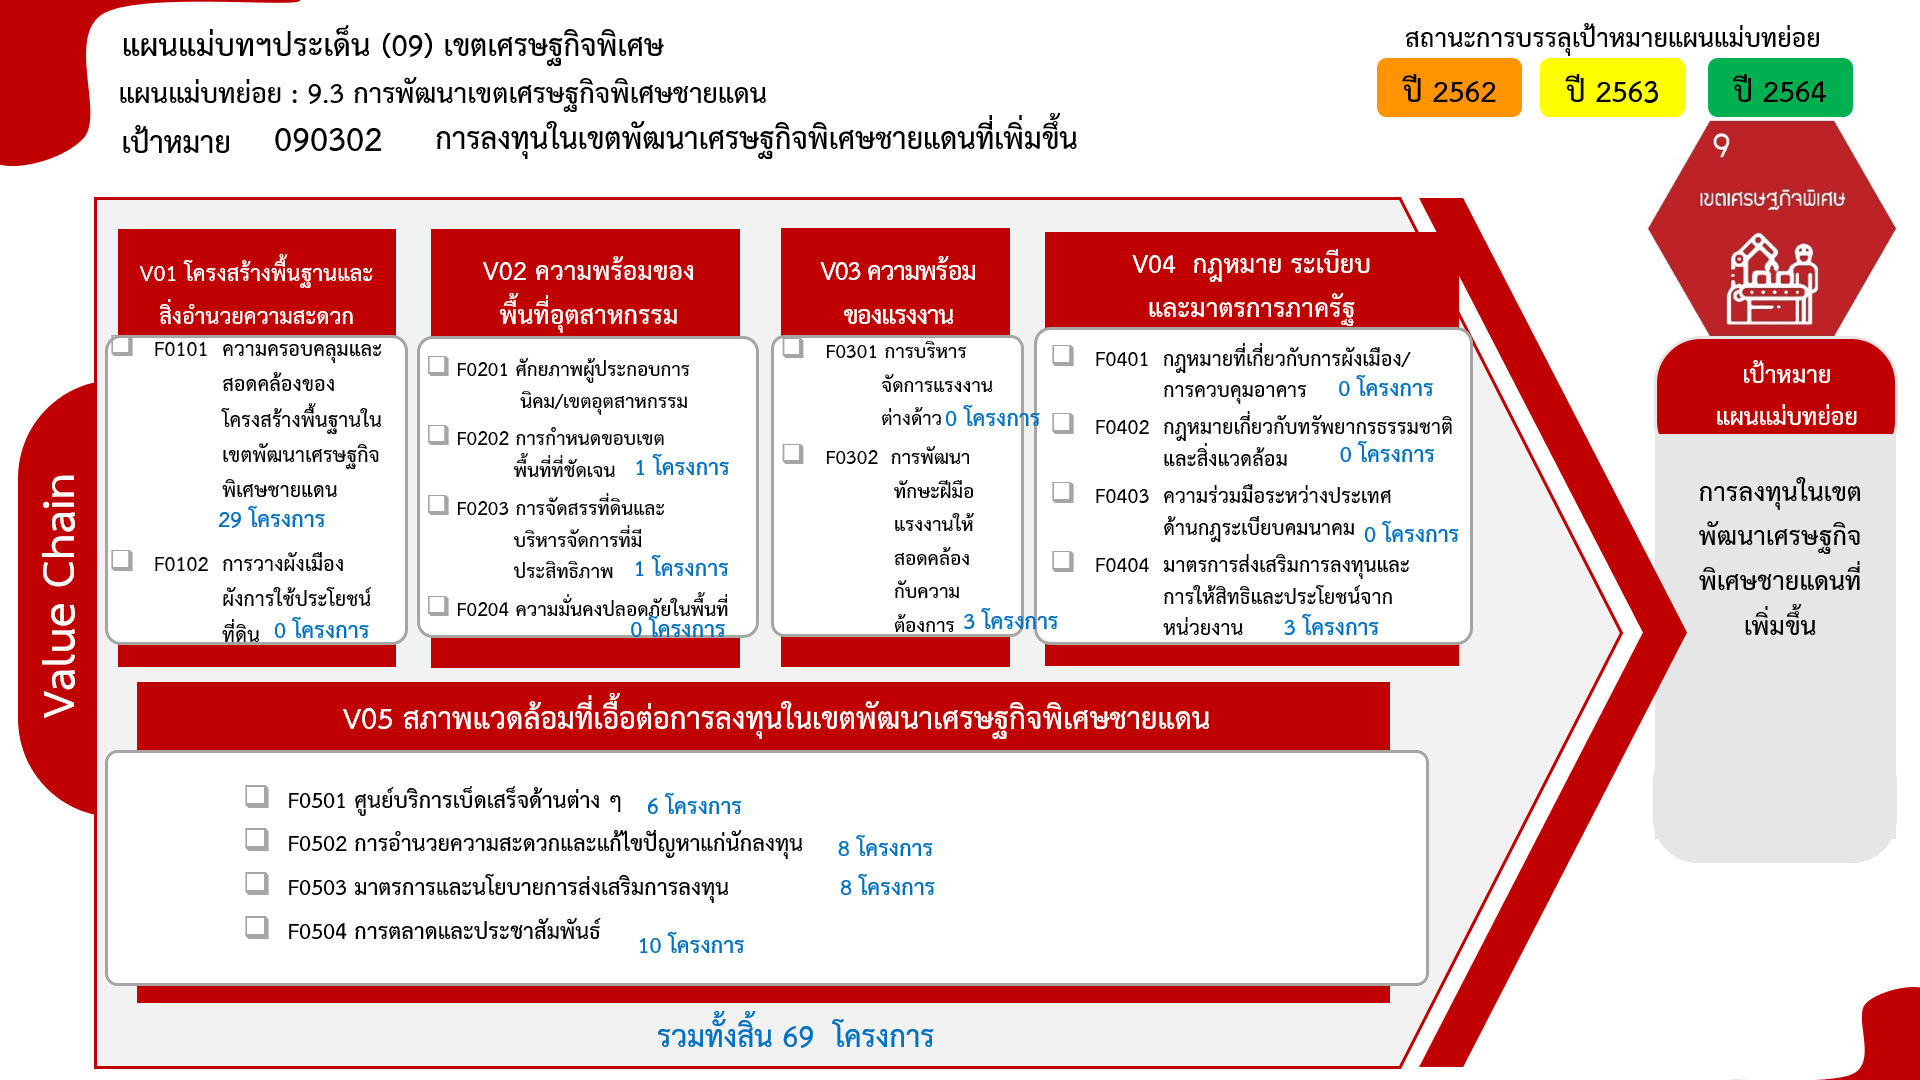 แผนแม่บทฯประเด็น (09) เขตเศรษฐกิจพิเศษ
แผนแม่บทย่อย : 9.3 การพัฒนาเขตเศรษฐกิจพิเศษชายแดน
เป้าหมาย 090302 การลงทุนในเขตพัฒนาเศรษฐกิจพิเศษชายแดนที่เพิ่มขึ้น
สถานะการบรรลุเป้าหมายแผนแม่บทย่อย
ปี 2562 ปี 2563 ปี 2564
9
เขตเศรษฐกิจพิเศษ
Value Chain
V01 โครงสร้างพื้นฐานและ
สิ่งอำนวยความสะดวก
F0101 ความครอบคลุมและ
สอดคล้องของ
โครงสร้างพื้นฐานใน
เขตพัฒนาเศรษฐกิจ
พิเศษชายแดน
29 โครงการ
F0102 การวางผังเมือง
ผังการใช้ประโยชน์
ที่ดิน 0 โครงการ
V02 ความพร้อมของ
พื้นที่อุตสาหกรรม
F0201 ศักยภาพผู้ประกอบการ
นิคม/เขตอุตสาหกรรม
F0202 การกำหนดขอบเขต
พื้นที่ที่ชัดเจน 1 โครงการ
F0203 การจัดสรรที่ดินและ
บริหารจัดการที่มี
ประสิทธิภาพ 1 โครงการ
F0204 ความมั่นคงปลอดภัยในพื้นที่
0 โครงการ
V03 ความพร้อม
ของแรงงาน
F0301 การบริหาร
จัดการแรงงาน
ต่างด้าว 0 โครงการ
F0302 การพัฒนา
ทักษะฝีมือ
แรงงานให้
สอดคล้อง
กับความ
ต้องการ 3 โครงการ
V04 กฎหมาย ระเบียบ
และมาตรการภาครัฐ
F0401 กฎหมายที่เกี่ยวกับการผังเมือง/
การควบคุมอาคาร 0 โครงการ
F0402 กฎหมายเกี่ยวกับทรัพยากรธรรมชาติ
และสิ่งแวดล้อม 0 โครงการ
F0403 ความร่วมมือระหว่างประเทศ
ด้านกฎระเบียบคมนาคม 0 โครงการ
F0404 มาตรการส่งเสริมการลงทุนและ
การให้สิทธิและประโยชน์จาก
หน่วยงาน 3 โครงการ
เป้าหมาย
แผนแม่บทย่อย
การลงทุนในเขต
พัฒนาเศรษฐกิจ
พิเศษชายแดนที่
เพิ่มขึ้น
V05 สภาพแวดล้อมที่เอื้อต่อการลงทุนในเขตพัฒนาเศรษฐกิจพิเศษชายแดน
F0501 ศูนย์บริการเบ็ดเสร็จด้านต่าง ๆ 6 โครงการ
F0502 การอำนวยความสะดวกและแก้ไขปัญหาแก่นักลงทุน 8 โครงการ
F0503 มาตรการและนโยบายการส่งเสริมการลงทุน 8 โครงการ
F0504 การตลาดและประชาสัมพันธ์ 10 โครงการ
รวมทั้งสิ้น 69 โครงการ